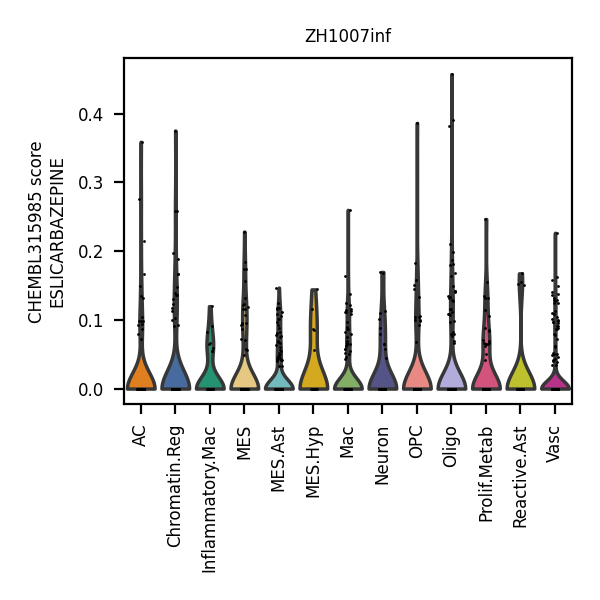 ZH1007inf
CHEMBL315985 score
ESLICARBAZEPINE
0.4
0.3
0.2
0.1
0.0
AC
Chromatin.Reg
Inflammatory.Mac
MES
MES.Ast
MES.Hyp
Mac
Neuron
OPC
Oligo
Prolif.Metab
Reactive.Ast
Vasc